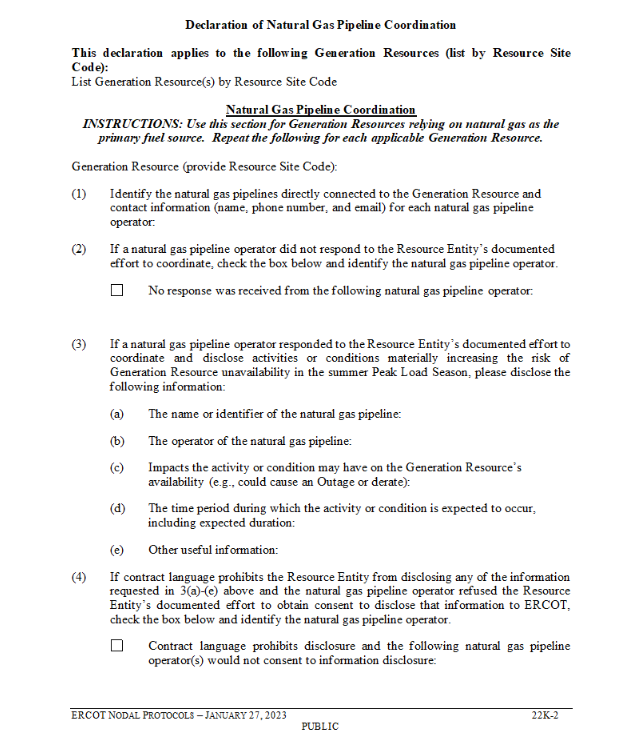 Declaration of Natural Gas Pipeline Coordination
This declaration applies to the following Generation Resources (list by Resource Site
Code):
List Generation Resource(s) by Resource Site Code
Natural Gas Pipeline Coordination
INSTRUCTIONS: Use this section for Generation Resources relying on natural gas as the
primary fuel source. Repeat the following for each applicable Generation Resource.
Generation Resource (provide Resource Site Code):
(1) Identify the natural gas pipelines directly connected to the Generation Resource and
contact information (name, phone number, and email) for each natural gas pipeline
operator:
(2) If a natural gas pipeline operator did not respond to the Resource Entity's documented
effort to coordinate, check the box below and identify the natural gas pipeline operator.
☐ No response was received from the following natural gas pipeline operator:
(3) If a natural gas pipeline operator responded to the Resource Entity's documented effort to
coordinate and disclose activities or conditions materially increasing the risk of
Generation Resource unavailability in the summer Peak Load Season, please disclose the
following information:
(a) The name or identifier of the natural gas pipeline:
(b) The operator of the natural gas pipeline:
(c) Impacts the activity or condition may have on the Generation Resource's
availability (e.g., could cause an Outage or derate):
(d) The time period during which the activity or condition is expected to occur,
including expected duration:
(e) Other useful information:
(4) If contract language prohibits the Resource Entity from disclosing any of the information
requested in 3(a)-(e) above and the natural gas pipeline operator refused the Resource
Entity's documented effort to obtain consent to disclose that information to ERCOT,
check the box below and identify the natural gas pipeline operator.
☐ Contract language prohibits disclosure and the following natural gas pipeline
operator(s) would not consent to information disclosure:
ERCOT NODAL PROTOCOLS – JANUARY 27, 2023 22K-2
PUBLIC